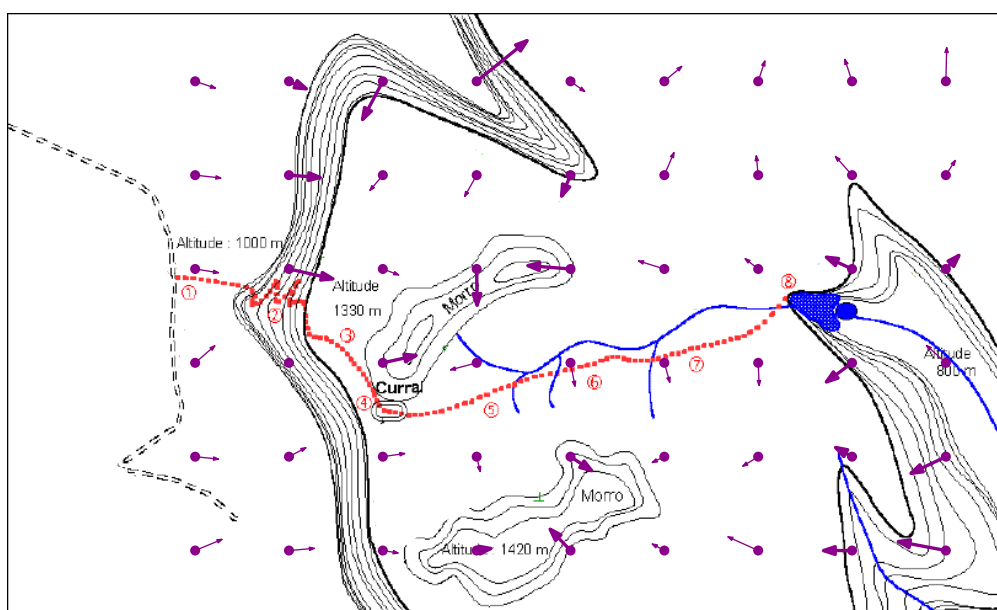 Altitude : 1000 m
Altitude
1330 m
Morro
Curral
①
②
③
④
⑤
⑥
⑦
⑧
Altitude
800 m
Morro
Altitude 1420 m